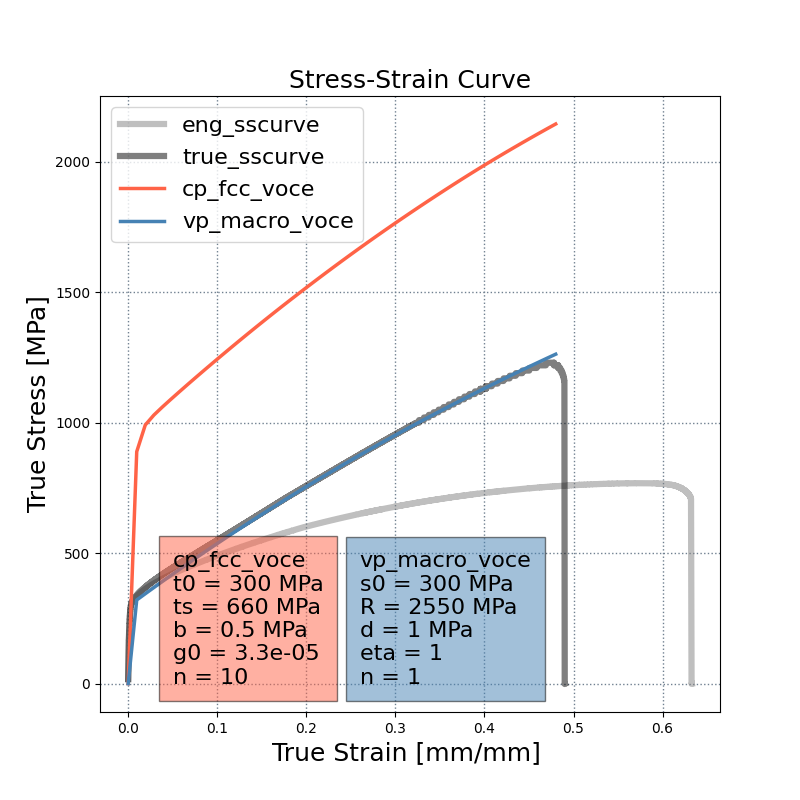 Stress-Strain Curve
eng_sscurve
true_sscurve
cp_fcc_voce
vp_macro_voce
True Stress [MPa]
2000
1500
1000
500
0
cp_fcc_voce
t0 = 300 MPa
ts = 660 MPa
b = 0.5 MPa
g0 = 3.3e-05
n = 10
vp_macro_voce
s0 = 300 MPa
R = 2550 MPa
d = 1 MPa
eta = 1
n = 1
0.0 0.1 0.2 0.3 0.4 0.5 0.6
True Strain [mm/mm]